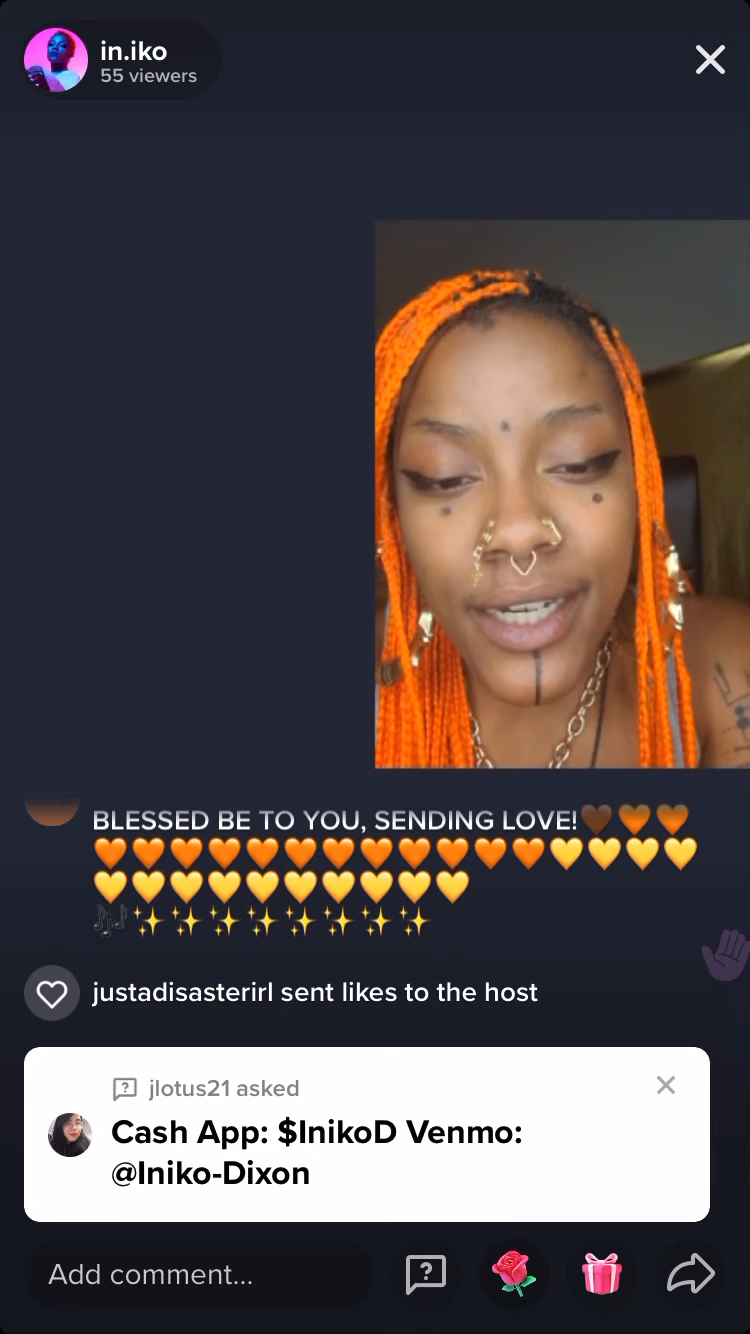 in.iko
55 viewers
BLESSED BE TO YOU, SENDING LOVE!🤎🧡🧡
🧡🧡🧡🧡🧡🧡🧡🧡🧡🧡🧡🧡💛💛💛💛
💛💛💛💛💛💛💛💛💛💛
🎶✨✨✨✨✨✨✨✨
justadisasterirl sent likes to the host
jlotus21 asked
Cash App: $InikoD Venmo:
@Iniko-Dixon
Add comment...